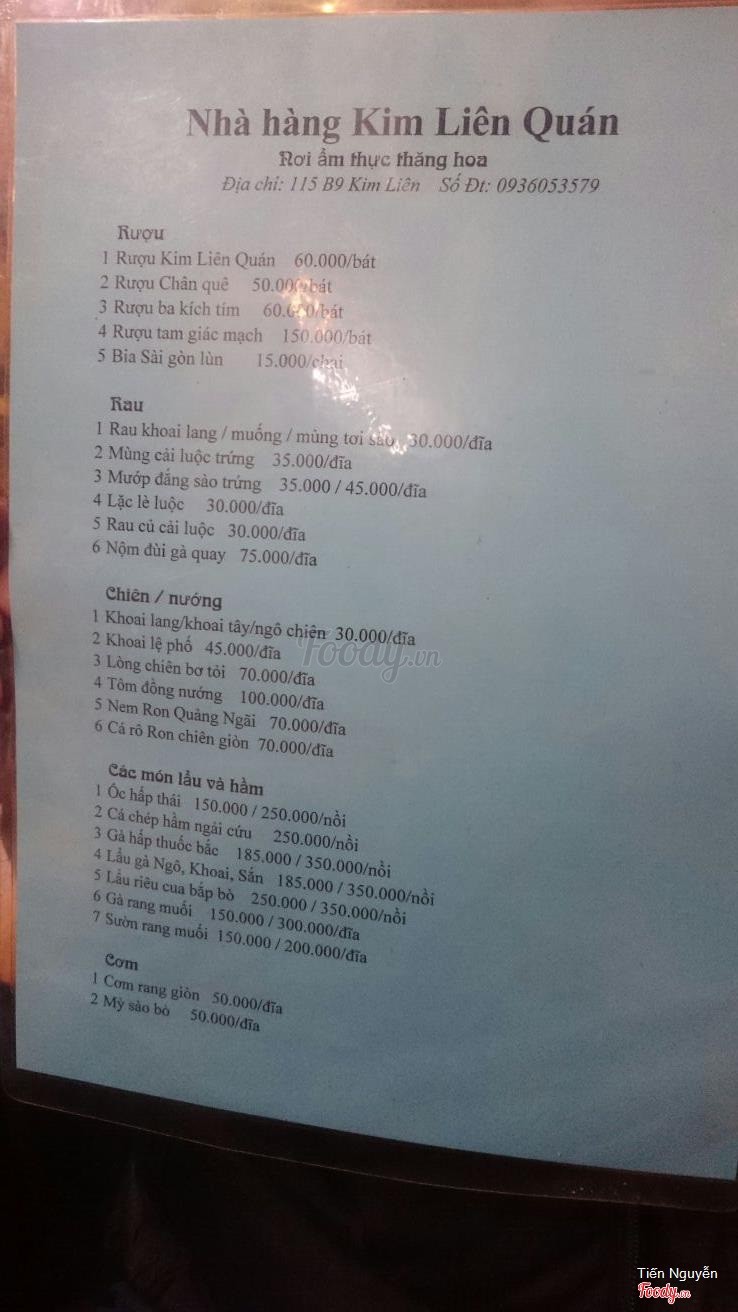 Nhà hàng Kim Liên Quán
Nơi ẩm thực thăng hoa
Địa chỉ: 115 B9 Kim Liên Số Đt: 0936053579
Rượu
1 Rượu Kim Liên Quán 60.000/bát
2 Rượu Chân quê 50.000/bát
3 Rượu ba kích tím 60.000/bát
4 Rượu tam giác mạch 150.000/bát
5 Bia Sài gòn lùn 15.000/chai
Rau
1 Rau khoai lang / muống / mùng tơi sào 30.000/đĩa
2 Mùng cải luộc trứng 35.000/đĩa
3 Mướp đắng sào trứng 35.000 / 45.000/đĩa
4 Lặc lè luộc 30.000/đĩa
5 Rau củ cải luộc 30.000/đĩa
6 Nộm đùi gà quay 75.000/đĩa
Chiên / nướng
1 Khoai lang/khoai tây/ngô chiên 30.000/đĩa
2 Khoai lệ phố 45.000/đĩa
3 Lòng chiên bơ tỏi 70.000/đĩa
4 Tôm đồng nướng 100.000/đĩa
5 Nem Ron Quảng Ngãi 70.000/đĩa
6 Cá rô Ron chiên giòn 70.000/đĩa
Các món lẩu và hầm
1 Ốc hấp thái 150.000 / 250.000/nồi
2 Cá chép hầm ngải cứu 250.000/nồi
3 Gà hấp thuốc bắc 185.000 / 350.000/nồi
4 Lẩu gà Ngô, Khoai, Sắn 185.000 / 350.000/nồi
5 Lẩu riêu cua bắp bò 250.000 / 350.000/nồi
6 Gà rang muối 150.000 / 300.000/đĩa
7 Sườn rang muối 150.000 / 200.000/đĩa
Cơm
1 Cơm rang giòn 50.000/đĩa
2 Mỳ sào bò 50.000/đĩa
Foody.vn
Tiến Nguyễn
Foody.vn